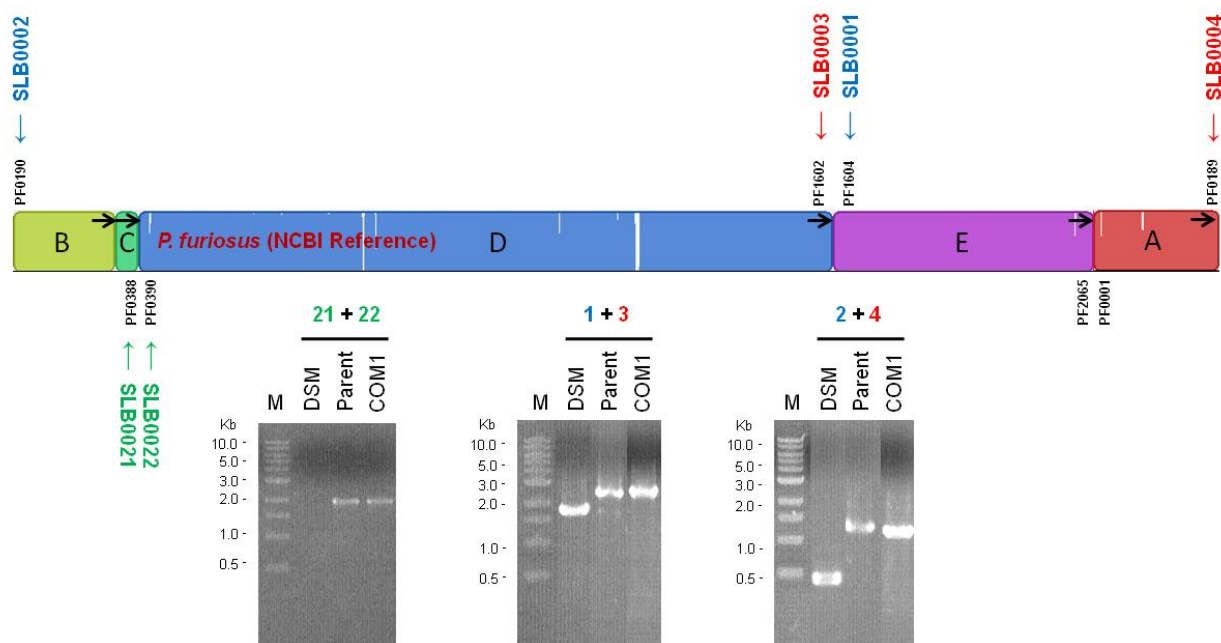 ← SLB0002
← SLB0003
← SLB0001
← SLB0004
PF0190
PF1602
PF1604
PF0189
B
C
P. furiosus (NCBI Reference)
D
E
A
PF0388
PF0390
PF2065
PF0001
SLB0021 →
SLB0022 →
21 + 22
M
DSM
Parent
COM1
Kb
10.0 -
5.0 -
3.0 -
2.0 -
1.0 -
0.5 -
1 + 3
M
DSM
Parent
COM1
Kb
10.0 -
5.0 -
3.0 -
2.0 -
1.0 -
0.5 -
2 + 4
M
DSM
Parent
COM1
Kb
10.0 -
5.0 -
3.0 -
2.0 -
1.0 -
0.5 -